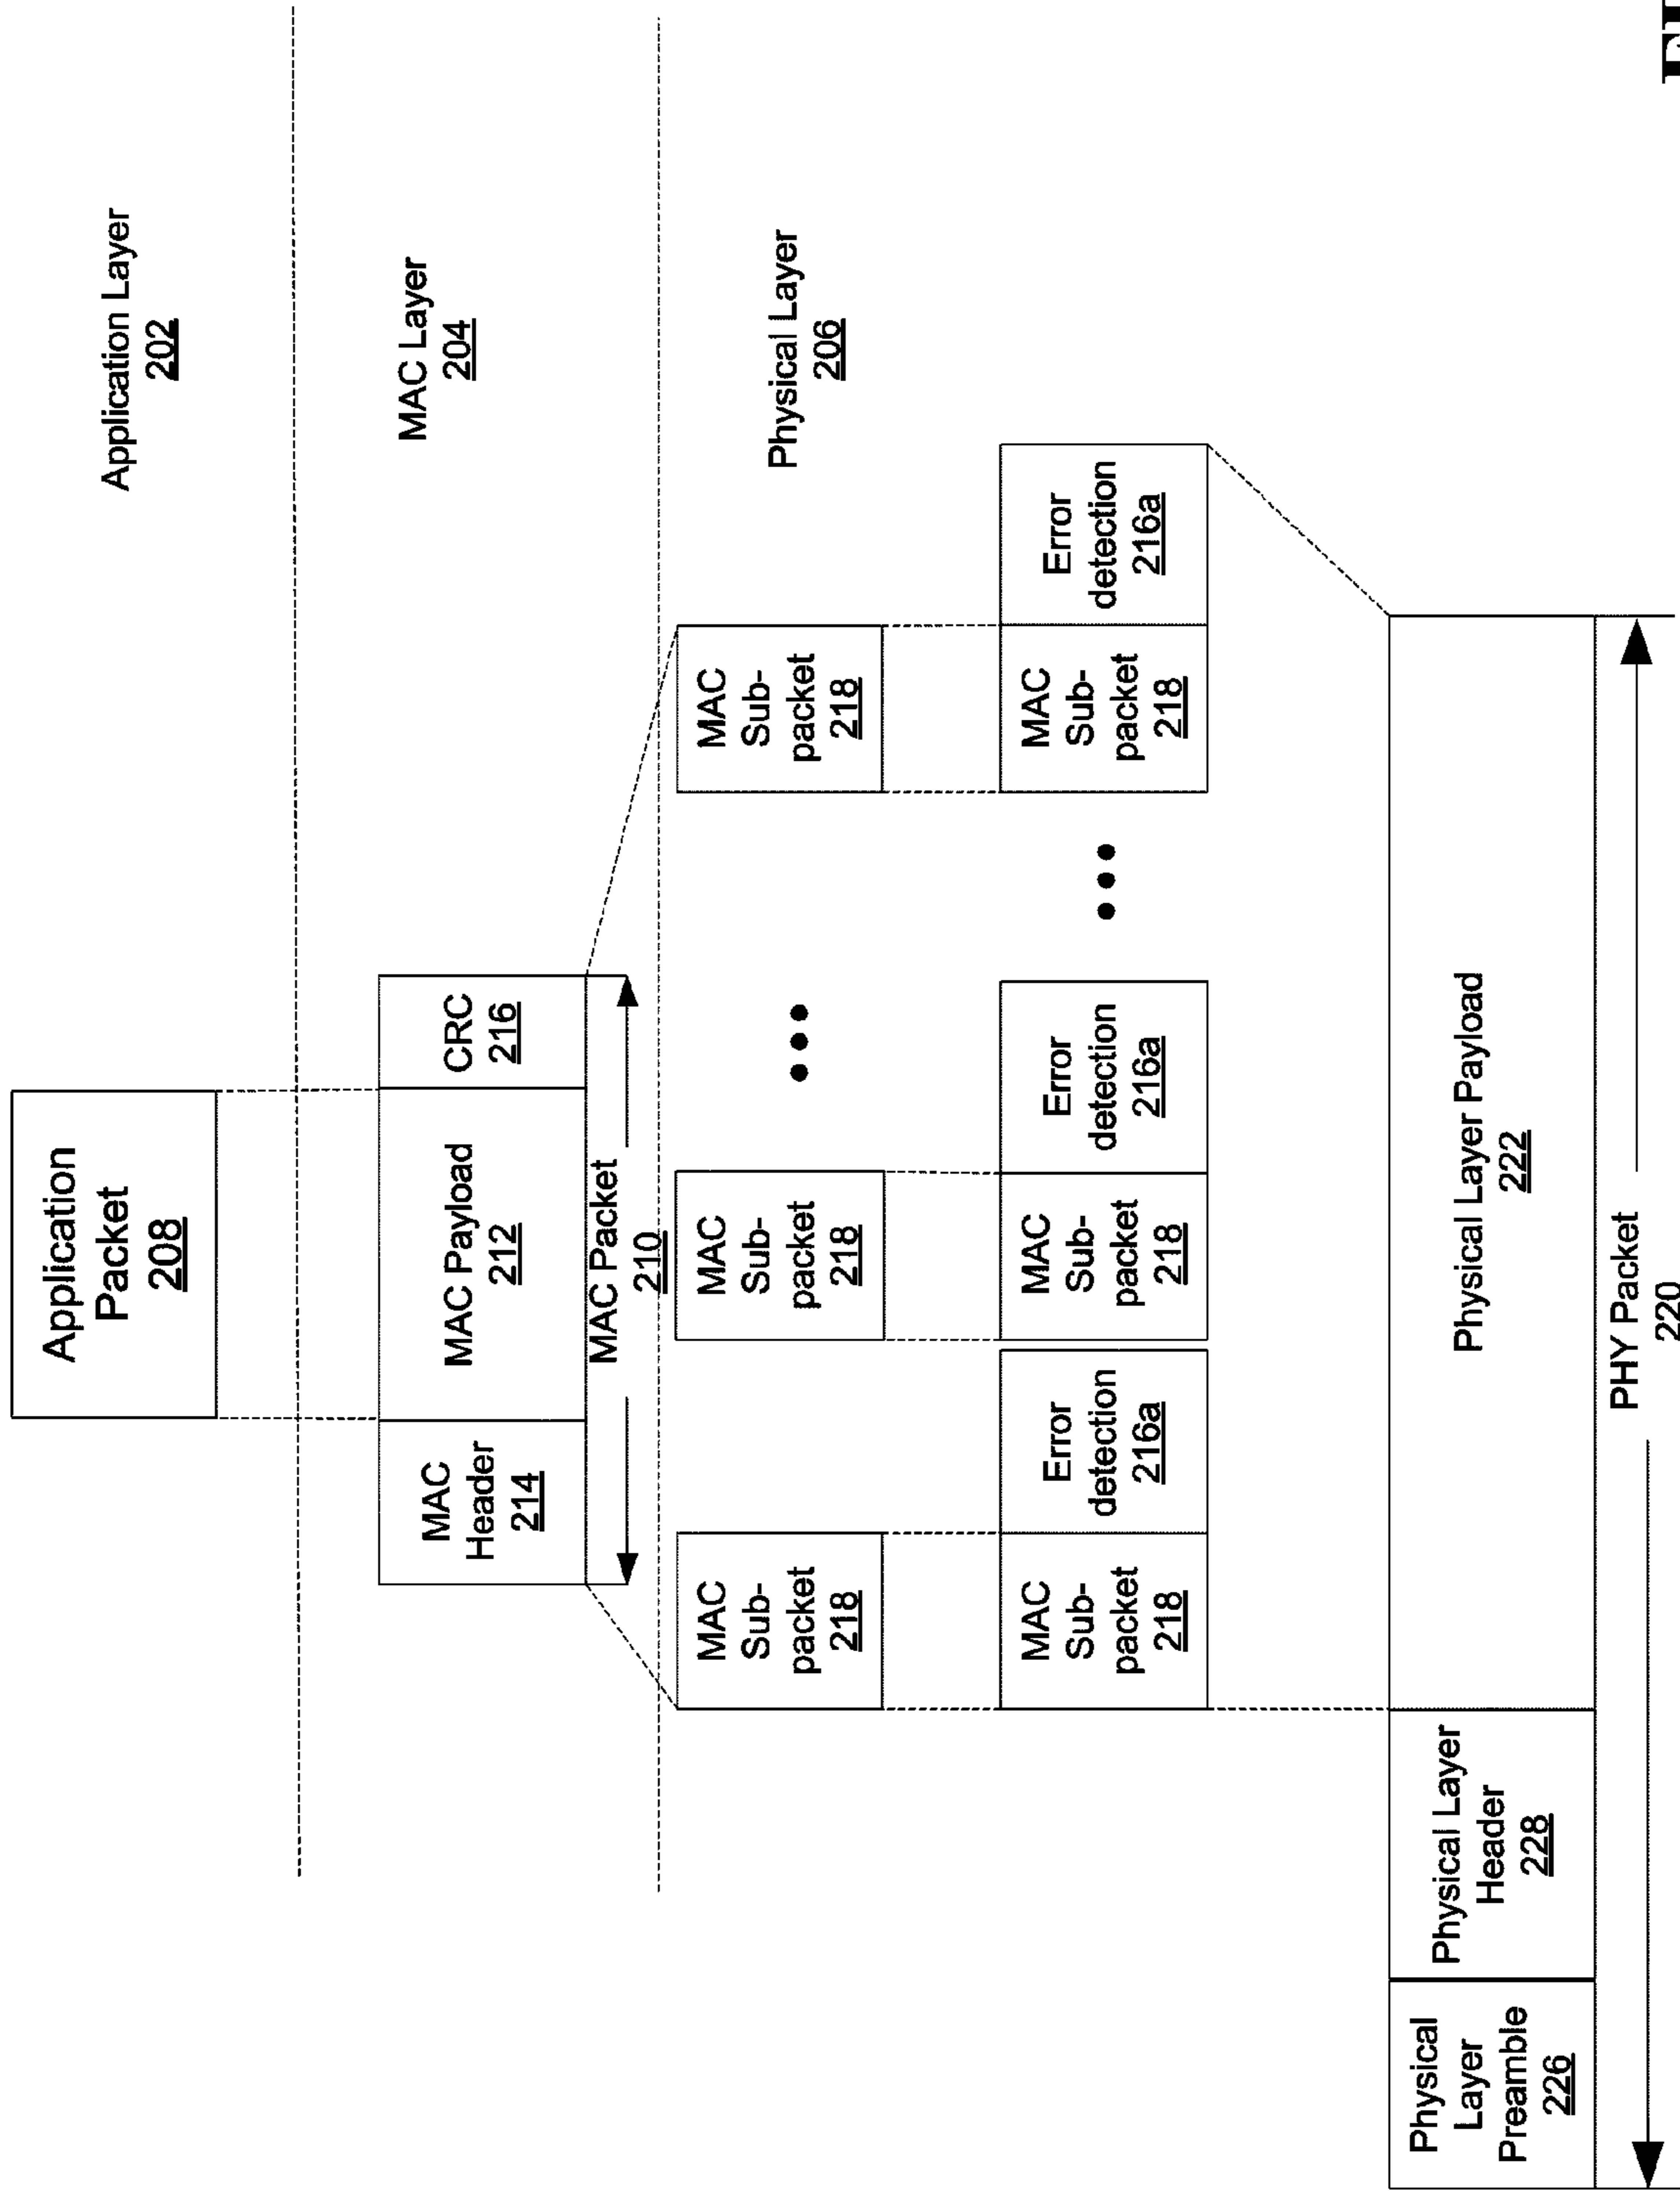 Application
Packet
208
Application Layer
202
MAC
Header
214
MAC Payload
212
CRC
216
MAC Packet
210
MAC Layer
204
MAC
Sub-
packet
218
MAC
Sub-
packet
218
MAC
Sub-
packet
218
Physical Layer
206
MAC
Sub-
packet
218
Error
detection
216a
MAC
Sub-
packet
218
Error
detection
216a
MAC
Sub-
packet
218
Error
detection
216a
Physical
Layer
Preamble
226
Physical Layer
Header
228
Physical Layer Payload
222
PHY Packet
220